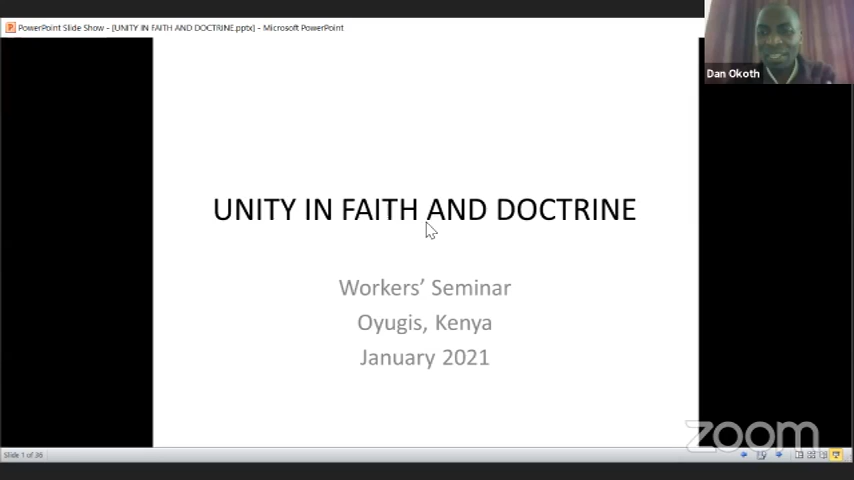 PowerPoint Slide Show - [UNITY IN FAITH AND DOCTRINE.pptx] - Microsoft PowerPoint
Dan Okoth
UNITY IN FAITH AND DOCTRINE
Workers’ Seminar
Oyugis, Kenya
January 2021
zoom
Slide 1 of 36